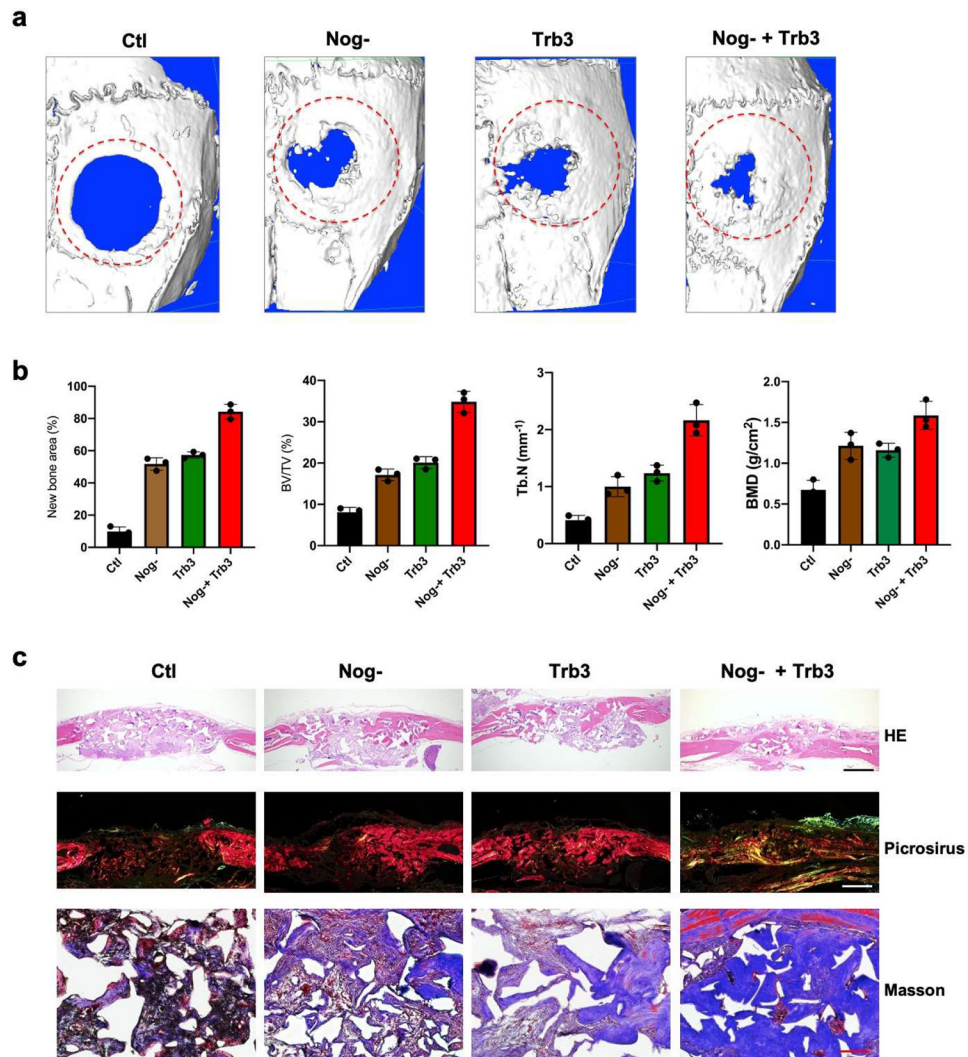 a
Ctl
Nog-
Trb3
Nog- + Trb3
b
New bone area (%)
100
80
60
40
20
0
Ctl
Nog-
Trb3
Nog-+ Trb3
BV/TV (%)
40
30
20
10
0
Ctl
Nog-
Trb3
Nog-+ Trb3
Tb.N (mm⁻¹)
3
2
1
0
Ctl
Nog-
Trb3
Nog- + Trb3
BMD (g/cm²)
2.0
1.5
1.0
0.5
0.0
Ctl
Nog-
Trb3
Nog- + Trb3
c
Ctl
Nog-
Trb3
Nog- + Trb3
HE
Picrosirus
Masson